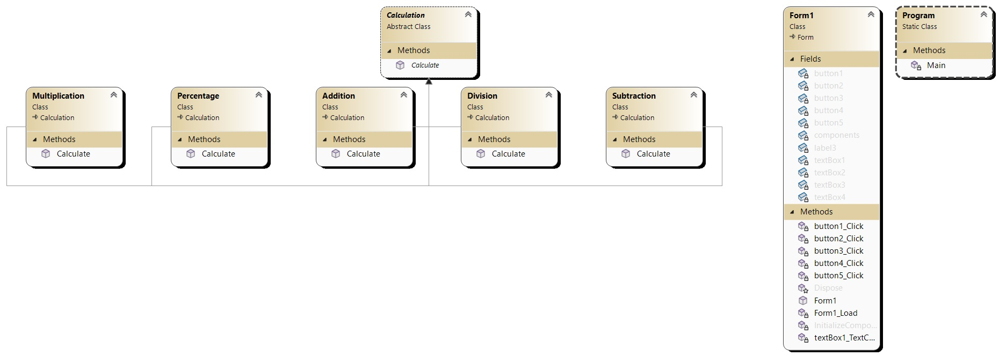 Calculation
Abstract Class
Methods
Calculate
Multiplication
Class
Calculation
Methods
Calculate
Percentage
Class
Calculation
Methods
Calculate
Addition
Class
Calculation
Methods
Calculate
Division
Class
Calculation
Methods
Calculate
Subtraction
Class
Calculation
Methods
Calculate
Form1
Class
Form
Fields
button1
button2
button3
button4
button5
components
label3
textBox1
textBox2
textBox3
textBox4
Methods
button1_Click
button2_Click
button3_Click
button4_Click
button5_Click
Dispose
Form1
Form1_Load
InitializeCompo...
textBox1_TextC...
Program
Static Class
Methods
Main